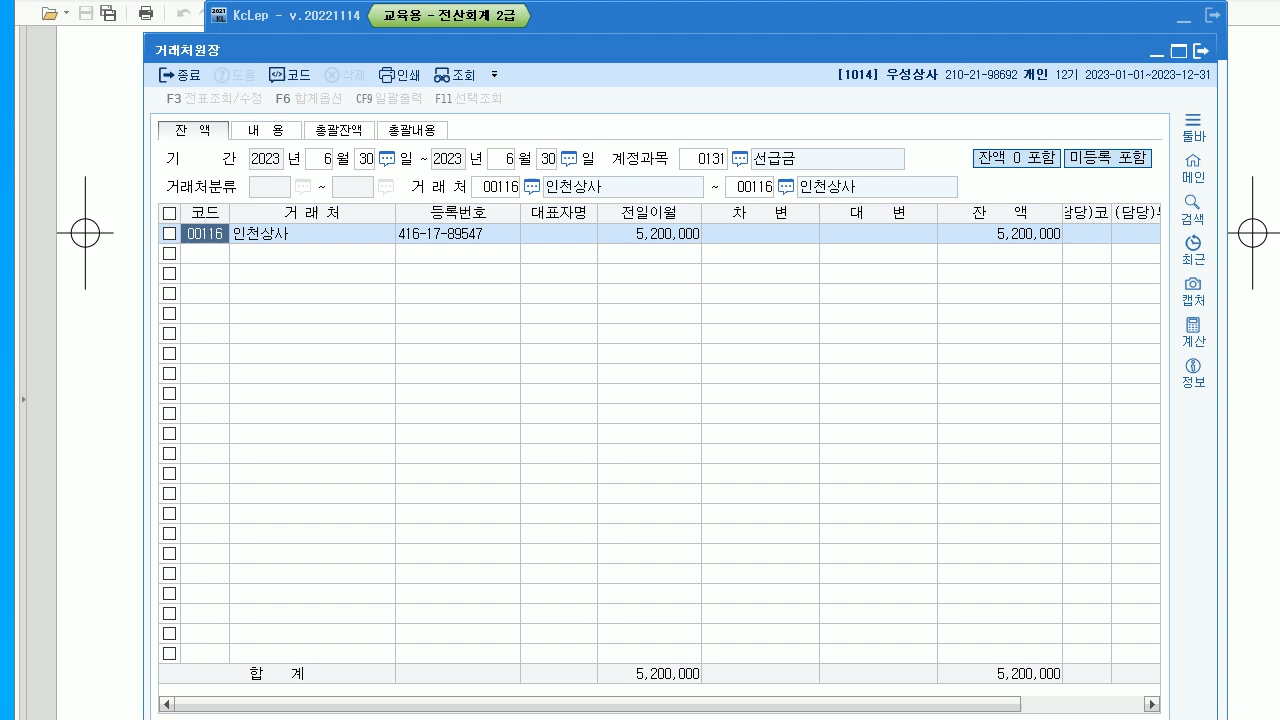 2021 KL KcLep - v.20221114 교육용 - 전산회계 2급
거래처원장
종료 도움 코드 삭제 인쇄 조회 [1014] 우성상사 210-21-98692 개인 12기 2023-01-01~2023-12-31
F3 전표조회/수정 F6 합계옵션 CF9 일괄출력 F11 선택조회
잔 액 내 용 총괄잔액 총괄내용
기 간 2023 년 6 월 30 일 ~ 2023 년 6 월 30 일 계정과목 0131 선급금 잔액 0 포함 미등록 포함
거래처분류 ~ 거 래 처 00116 인천상사 ~ 00116 인천상사
코드 거 래 처 등록번호 대표자명 전일이월 차 변 대 변 잔 액 담당)코 (담당)
00116 인천상사 416-17-89547 5,200,000 5,200,000
합 계 5,200,000 5,200,000
툴바
메인
검색
최근
캡처
계산
정보